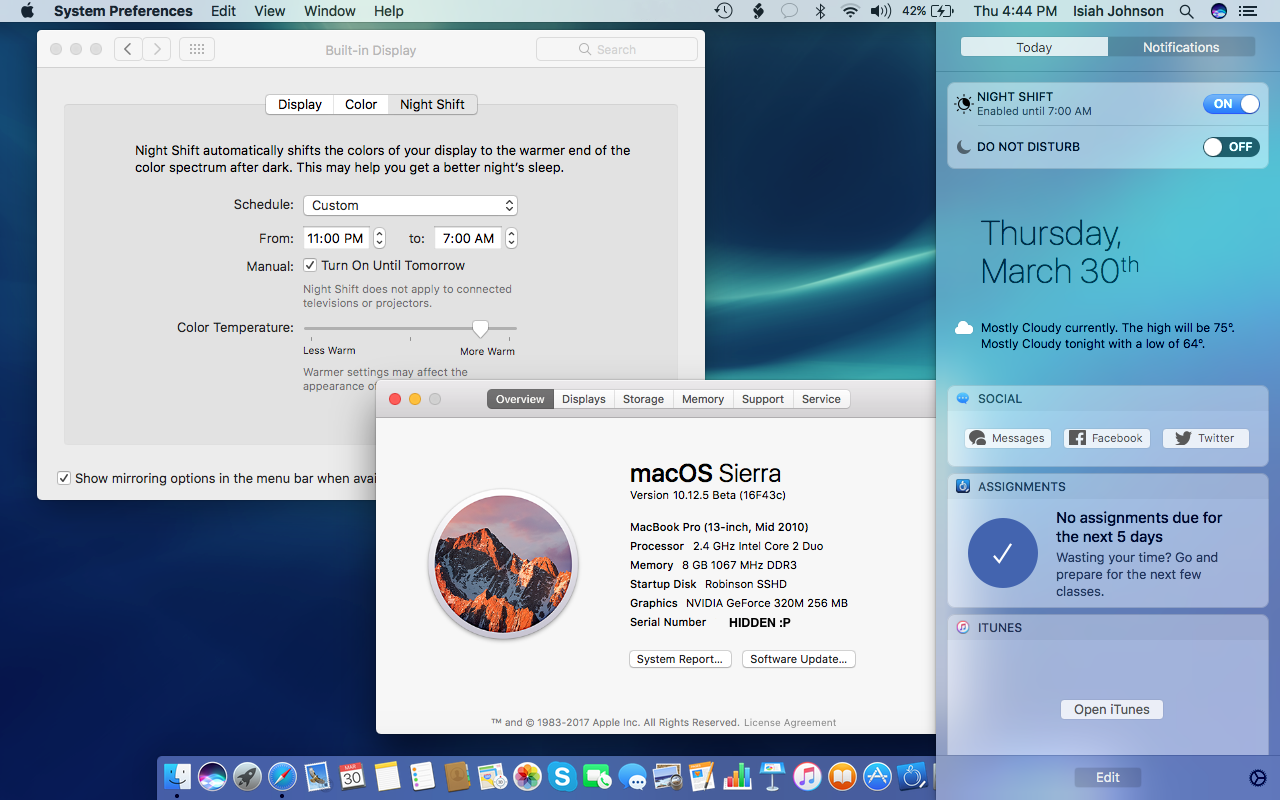 System Preferences Edit View Window Help
42% Thu 4:44 PM Isiah Johnson
Built-in Display
Search
Display Color Night Shift
Night Shift automatically shifts the colors of your display to the warmer end of the
color spectrum after dark. This may help you get a better night's sleep.
Schedule: Custom
From: 11:00 PM to: 7:00 AM
Manual: Turn On Until Tomorrow
Night Shift does not apply to connected
televisions or projectors.
Color Temperature:
Less Warm More Warm
Warmer settings may affect the
appearance
Show mirroring options in the menu bar when
Overview Displays Storage Memory Support Service
macOS Sierra
Version 10.12.5 Beta (16F43c)
MacBook Pro (13-inch, Mid 2010)
Processor 2.4 GHz Intel Core 2 Duo
Memory 8 GB 1067 MHz DDR3
Startup Disk Robinson SSHD
Graphics NVIDIA GeForce 320M 256 MB
Serial Number HIDDEN :P
System Report... Software Update...
™ and © 1983-2017 Apple Inc. All Rights Reserved. License Agreement
Today Notifications
NIGHT SHIFT
Enabled until 7:00 AM
ON
DO NOT DISTURB
OFF
Thursday,
March 30th
Mostly Cloudy currently. The high will be 75°.
Mostly Cloudy tonight with a low of 64°.
SOCIAL
Messages Facebook Twitter
ASSIGNMENTS
No assignments due for
the next 5 days
Wasting your time? Go and
prepare for the next few
classes.
ITUNES
Open iTunes
Edit
MAR
30